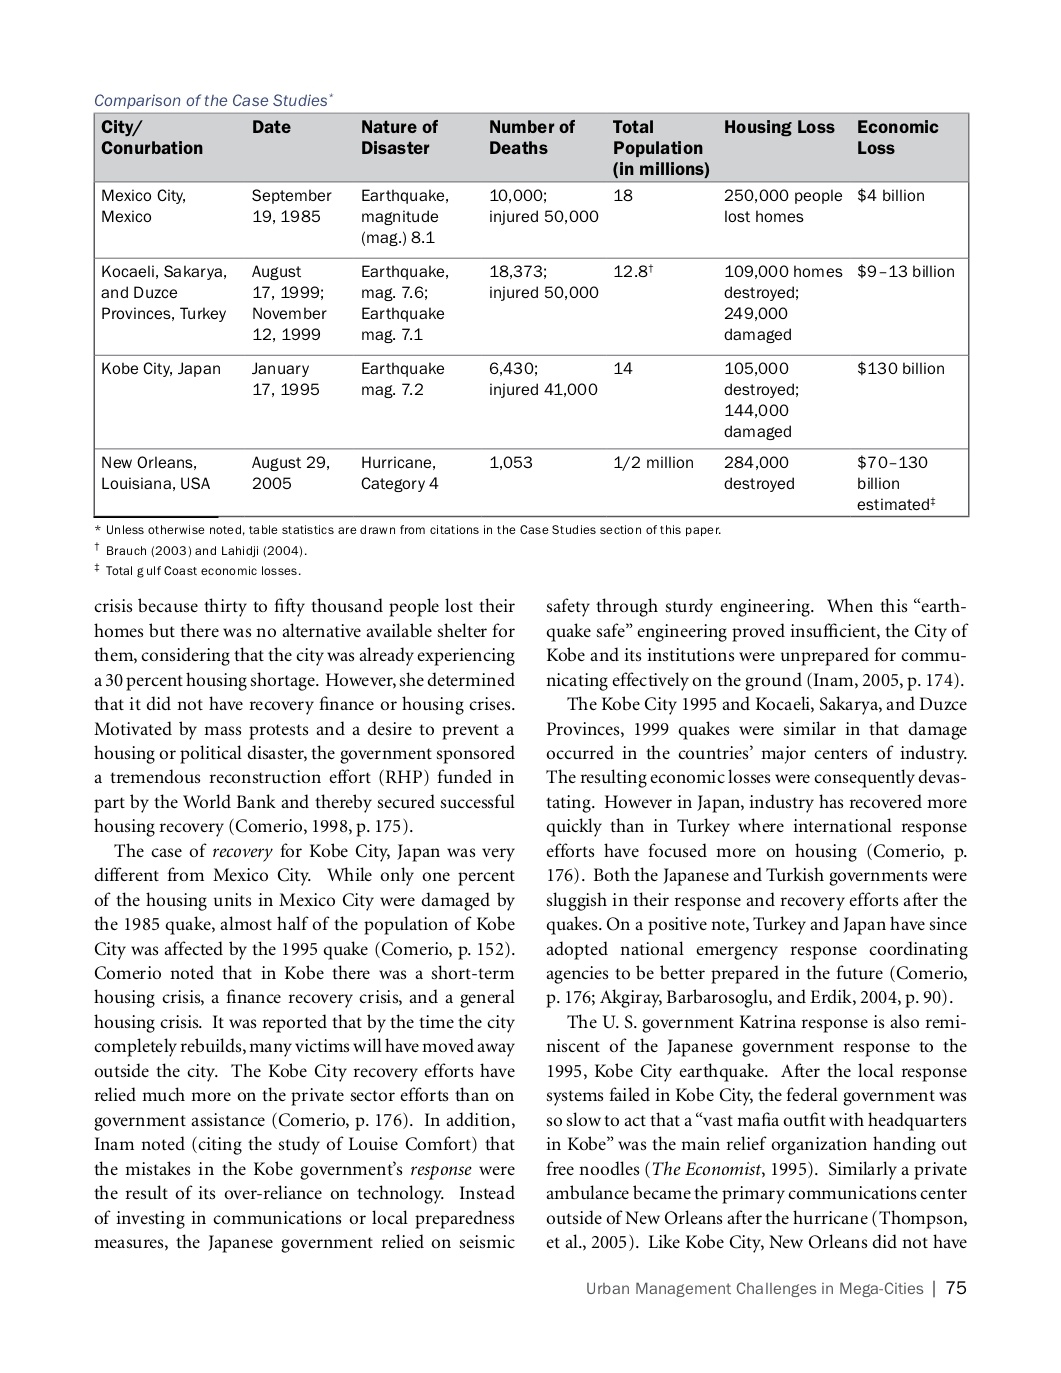 Comparison of the Case Studies*
City/ Conurbation | Date | Nature of Disaster | Number of Deaths | Total Population (in millions) | Housing Loss | Economic Loss
Mexico City, Mexico | September 19, 1985 | Earthquake, magnitude (mag.) 8.1 | 10,000; injured 50,000 | 18 | 250,000 people lost homes | $4 billion
Kocaeli, Sakarya, and Duzce Provinces, Turkey | August 17, 1999; November 12, 1999 | Earthquake, mag. 7.6; Earthquake mag. 7.1 | 18,373; injured 50,000 | 12.8† | 109,000 homes destroyed; 249,000 damaged | $9–13 billion
Kobe City, Japan | January 17, 1995 | Earthquake mag. 7.2 | 6,430; injured 41,000 | 14 | 105,000 destroyed; 144,000 damaged | $130 billion
New Orleans, Louisiana, USA | August 29, 2005 | Hurricane, Category 4 | 1,053 | 1/2 million | 284,000 destroyed | $70–130 billion estimated‡
* Unless otherwise noted, table statistics are drawn from citations in the Case Studies section of this paper.
† Brauch (2003) and Lahidji (2004).
‡ Total gulf Coast economic losses.
crisis because thirty to fifty thousand people lost their
homes but there was no alternative available shelter for
them, considering that the city was already experiencing
a 30 percent housing shortage. However, she determined
that it did not have recovery finance or housing crises.
Motivated by mass protests and a desire to prevent a
housing or political disaster, the government sponsored
a tremendous reconstruction effort (RHP) funded in
part by the World Bank and thereby secured successful
housing recovery (Comerio, 1998, p. 175).
The case of recovery for Kobe City, Japan was very
different from Mexico City. While only one percent
of the housing units in Mexico City were damaged by
the 1985 quake, almost half of the population of Kobe
City was affected by the 1995 quake (Comerio, p. 152).
Comerio noted that in Kobe there was a short-term
housing crisis, a finance recovery crisis, and a general
housing crisis. It was reported that by the time the city
completely rebuilds, many victims will have moved away
outside the city. The Kobe City recovery efforts have
relied much more on the private sector efforts than on
government assistance (Comerio, p. 176). In addition,
Inam noted (citing the study of Louise Comfort) that
the mistakes in the Kobe government’s response were
the result of its over-reliance on technology. Instead
of investing in communications or local preparedness
measures, the Japanese government relied on seismic
safety through sturdy engineering. When this “earth-
quake safe” engineering proved insufficient, the City of
Kobe and its institutions were unprepared for commu-
nicating effectively on the ground (Inam, 2005, p. 174).
The Kobe City 1995 and Kocaeli, Sakarya, and Duzce
Provinces, 1999 quakes were similar in that damage
occurred in the countries’ major centers of industry.
The resulting economic losses were consequently devas-
tating. However in Japan, industry has recovered more
quickly than in Turkey where international response
efforts have focused more on housing (Comerio, p.
176). Both the Japanese and Turkish governments were
sluggish in their response and recovery efforts after the
quakes. On a positive note, Turkey and Japan have since
adopted national emergency response coordinating
agencies to be better prepared in the future (Comerio,
p. 176; Akgiray, Barbarosoglu, and Erdik, 2004, p. 90).
The U. S. government Katrina response is also remi-
niscent of the Japanese government response to the
1995, Kobe City earthquake. After the local response
systems failed in Kobe City, the federal government was
so slow to act that a “vast mafia outfit with headquarters
in Kobe” was the main relief organization handing out
free noodles (The Economist, 1995). Similarly a private
ambulance became the primary communications center
outside of New Orleans after the hurricane (Thompson,
et al., 2005). Like Kobe City, New Orleans did not have
Urban Management Challenges in Mega-Cities | 75